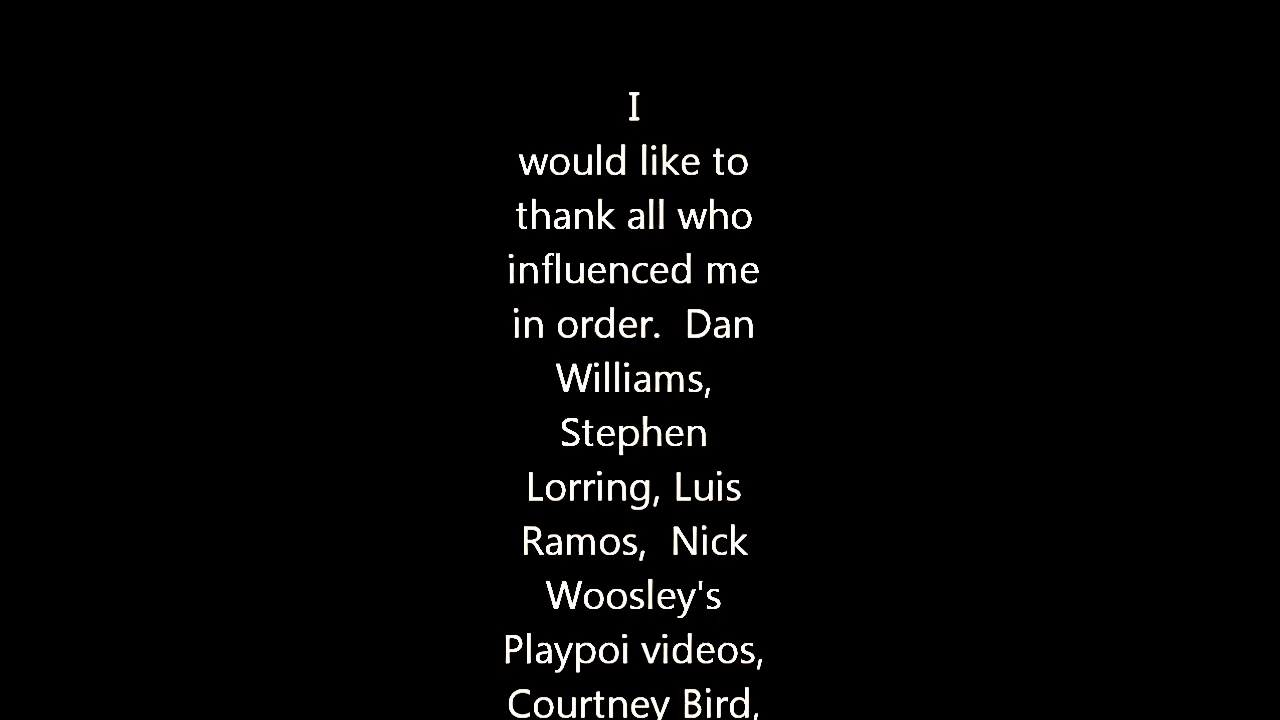 I
would like to
thank all who
influenced me
in order.  Dan
Williams,
Stephen
Lorring, Luis
Ramos,  Nick
Woosley's
Playpoi videos,
Courtney Bird,